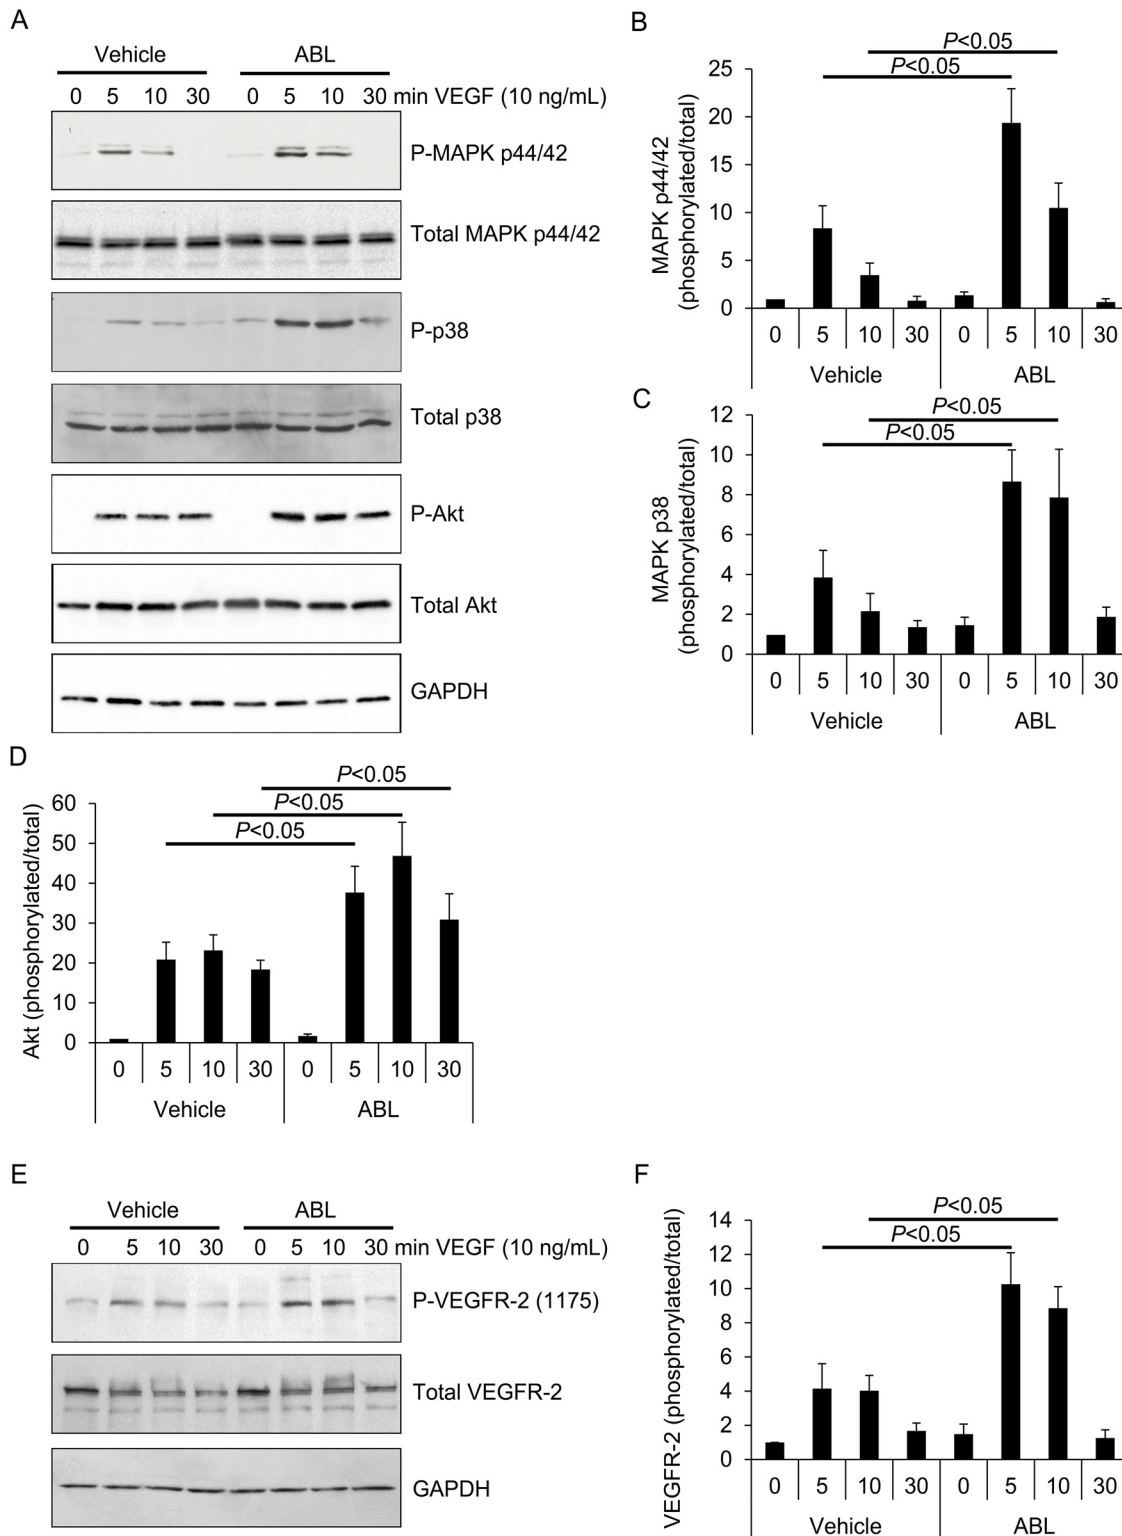 A
Vehicle ABL
0 5 10 30 0 5 10 30 min VEGF (10 ng/mL)
P-MAPK p44/42
Total MAPK p44/42
P-p38
Total p38
P-Akt
Total Akt
GAPDH
B
P<0.05
P<0.05
MAPK p44/42
(phosphorylated/total)
25
20
15
10
5
0
0 5 10 30 0 5 10 30
Vehicle ABL
C
P<0.05
P<0.05
MAPK p38
(phosphorylated/total)
12
10
8
6
4
2
0
0 5 10 30 0 5 10 30
Vehicle ABL
D
P<0.05
P<0.05
P<0.05
Akt (phosphorylated/total)
60
50
40
30
20
10
0
0 5 10 30 0 5 10 30
Vehicle ABL
E
Vehicle ABL
0 5 10 30 0 5 10 30 min VEGF (10 ng/mL)
P-VEGFR-2 (1175)
Total VEGFR-2
GAPDH
F
P<0.05
P<0.05
VEGFR-2 (phosphorylated/total)
14
12
10
8
6
4
2
0
0 5 10 30 0 5 10 30
Vehicle ABL